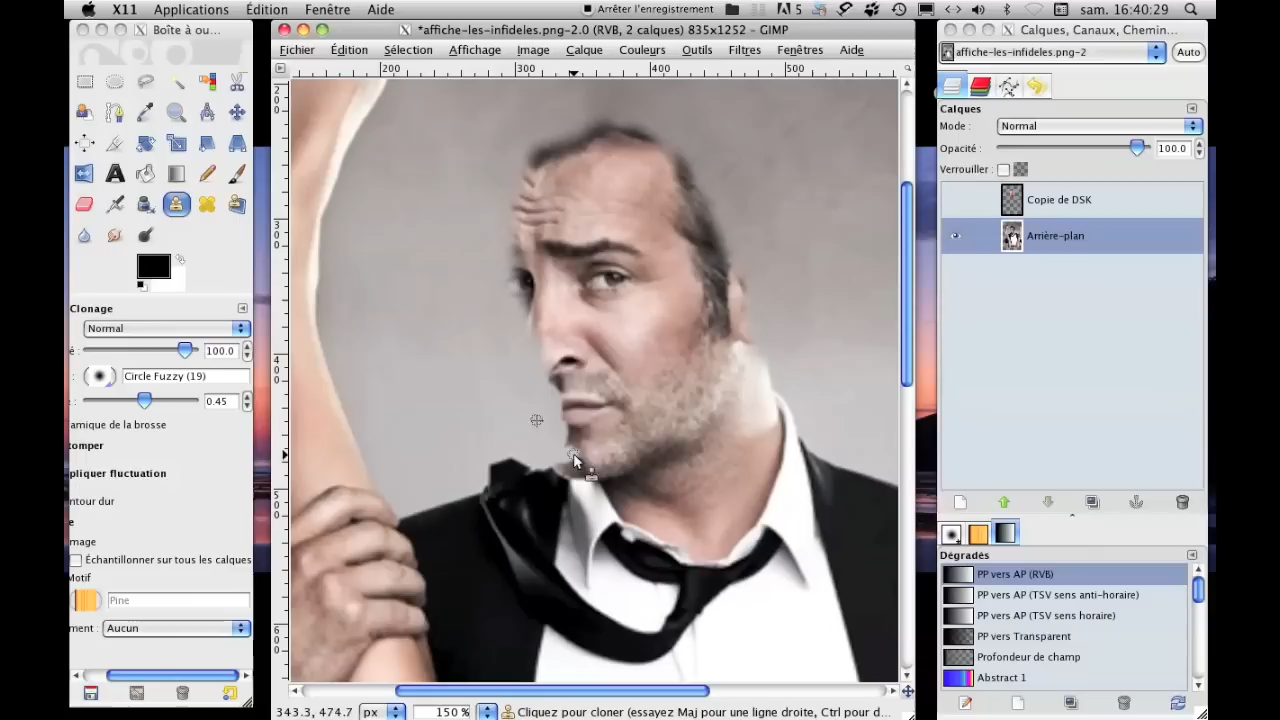 X11 Applications Édition Fenêtre Aide
Arrêter l'enregistrement
5
sam. 16:40:29
Boîte à ou...
*affiche-les-infideles.png-2.0 (RVB, 2 calques) 835x1252 – GIMP
Calques, Canaux, Chemin...
Fichier Édition Sélection Affichage Image Calque Couleurs Outils Filtres Fenêtres Aide
affiche-les-infideles.png-2
Auto
200 300 400 500
200
300
400
500
600
Calques
Mode : Normal
Opacité : 100.0
Verrouiller :
Copie de DSK
Arrière-plan
Clonage
Normal
é : 100.0
: Circle Fuzzy (19)
: 0.45
amique de la brosse
tomper
pliquer fluctuation
ntour dur
e
mage
Échantillonner sur tous les calques
Motif
Pine
ment : Aucun
Dégradés
PP vers AP (RVB)
PP vers AP (TSV sens anti-horaire)
PP vers AP (TSV sens horaire)
PP vers Transparent
Profondeur de champ
Abstract 1
343.3, 474.7 px 150 % Cliquez pour cloner (essayez Maj pour une ligne droite, Ctrl pour d...